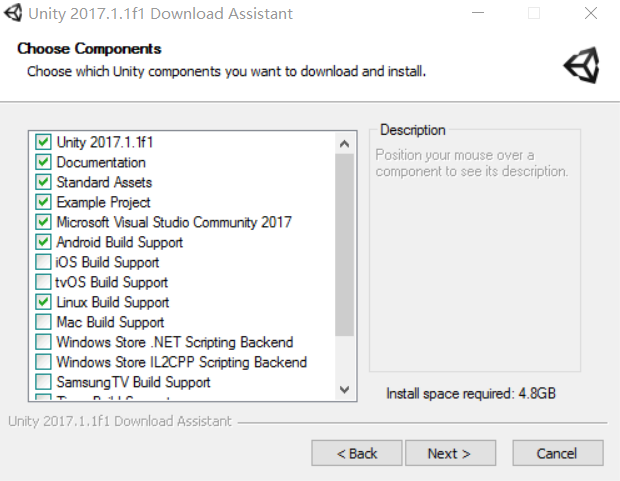 Unity 2017.1.1f1 Download Assistant
Choose Components
Choose which Unity components you want to download and install.
Unity 2017.1.1f1
Documentation
Standard Assets
Example Project
Microsoft Visual Studio Community 2017
Android Build Support
iOS Build Support
tvOS Build Support
Linux Build Support
Mac Build Support
Windows Store .NET Scripting Backend
Windows Store IL2CPP Scripting Backend
SamsungTV Build Support
Description
Position your mouse over a
component to see its description.
Install space required: 4.8GB
Unity 2017.1.1f1 Download Assistant
< Back
Next >
Cancel